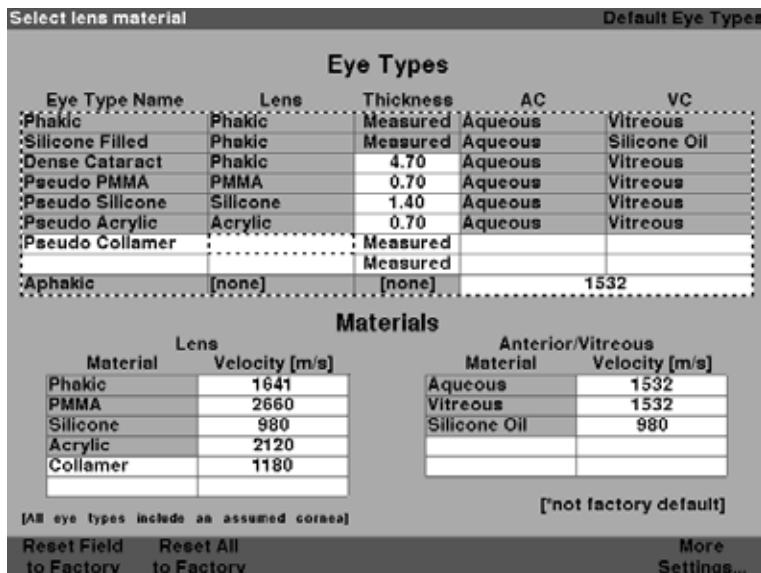 Select lens material Default Eye Types
Eye Types
Eye Type Name Lens Thickness AC VC
Phakic Phakic Measured Aqueous Vitreous
Silicone Filled Phakic Measured Aqueous Silicone Oil
Dense Cataract Phakic 4.70 Aqueous Vitreous
Pseudo PMMA PMMA 0.70 Aqueous Vitreous
Pseudo Silicone Silicone 1.40 Aqueous Vitreous
Pseudo Acrylic Acrylic 0.70 Aqueous Vitreous
Pseudo Collamer Measured
Measured
Aphakic [none] [none] 1532
Materials
Lens Anterior/Vitreous
Material Velocity [m/s] Material Velocity [m/s]
Phakic 1641 Aqueous 1532
PMMA 2660 Vitreous 1532
Silicone 980 Silicone Oil 980
Acrylic 2120
Collamer 1180
[*not factory default]
[All eye types include an assumed cornea]
Reset Field Reset All More
to Factory to Factory Settings...